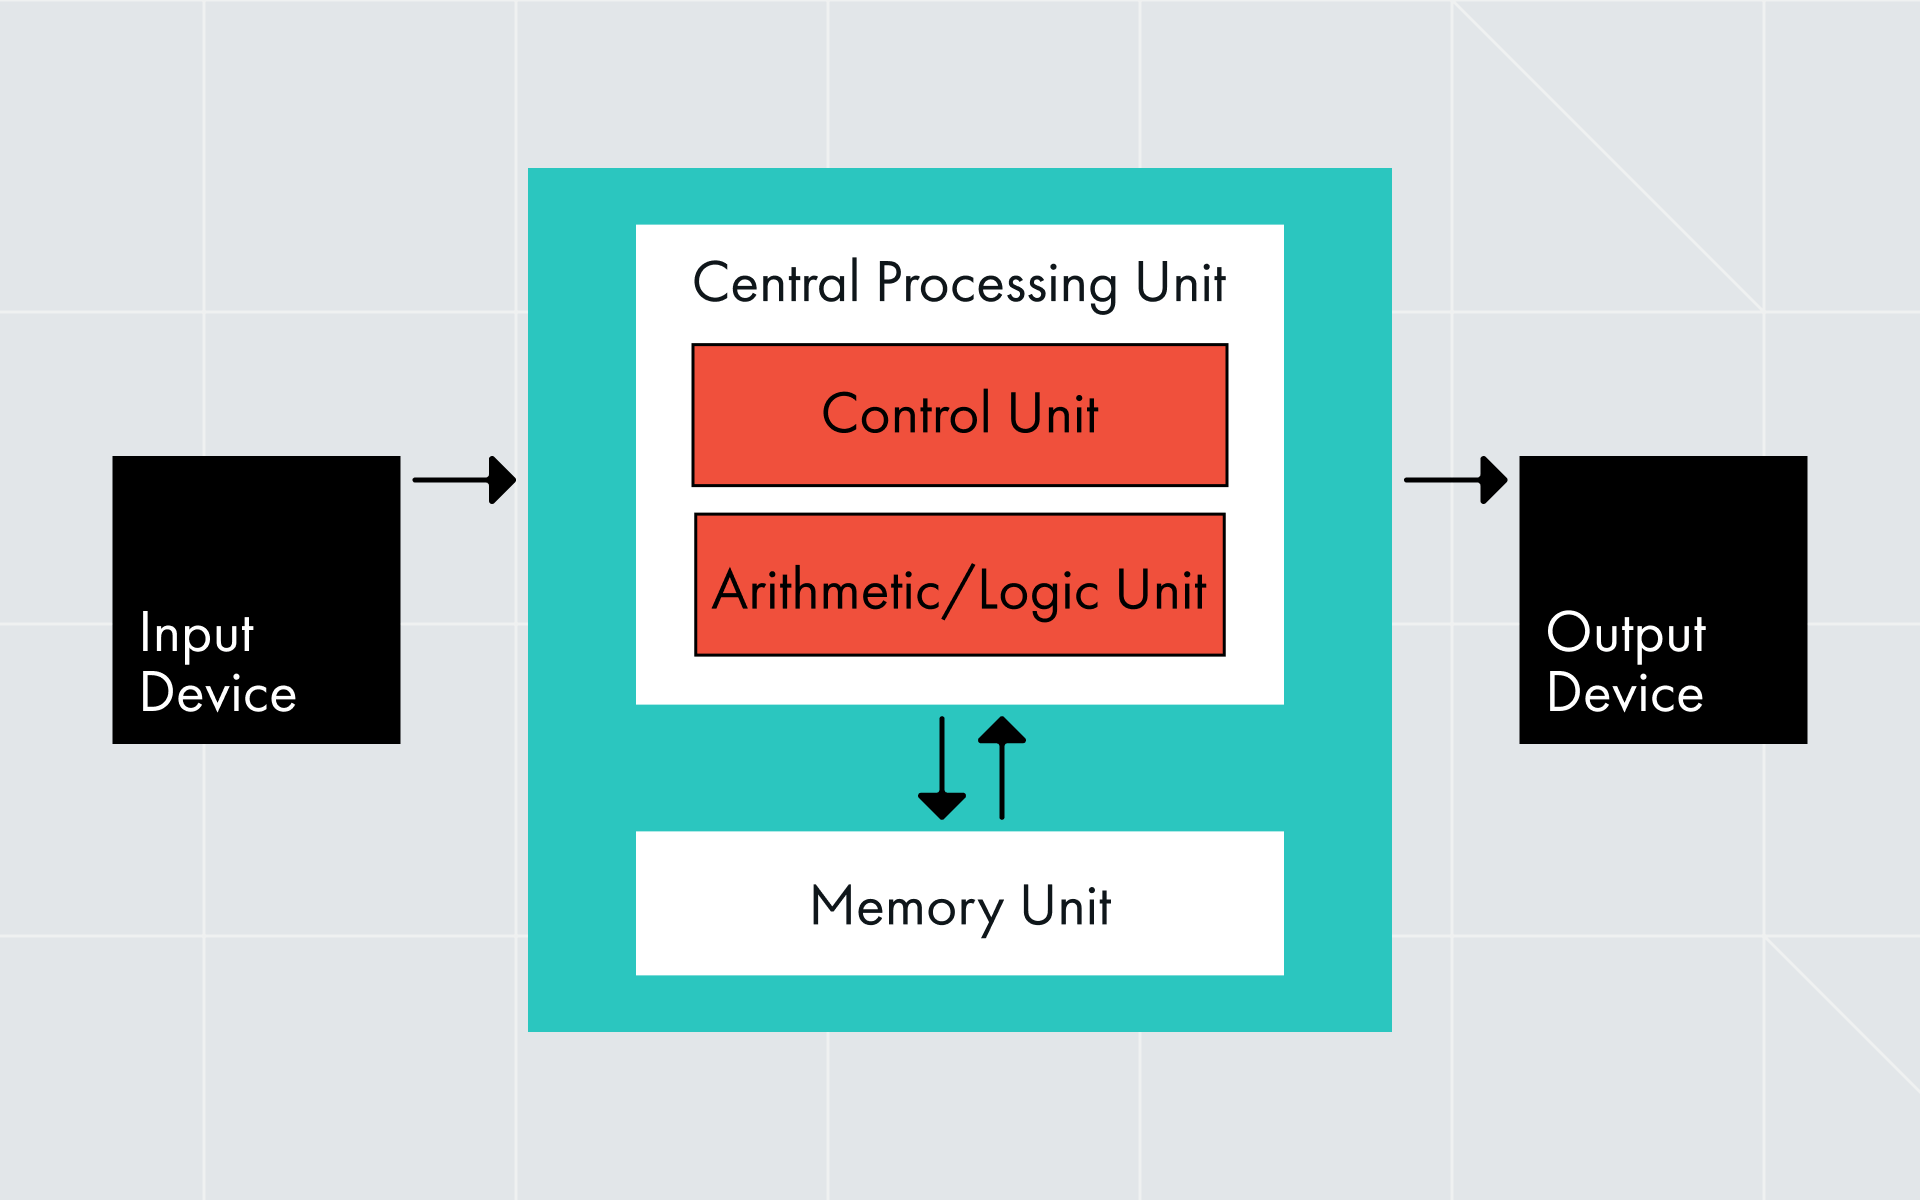 Central Processing Unit
Control Unit
Arithmetic/Logic Unit
Input
Device
Output
Device
Memory Unit